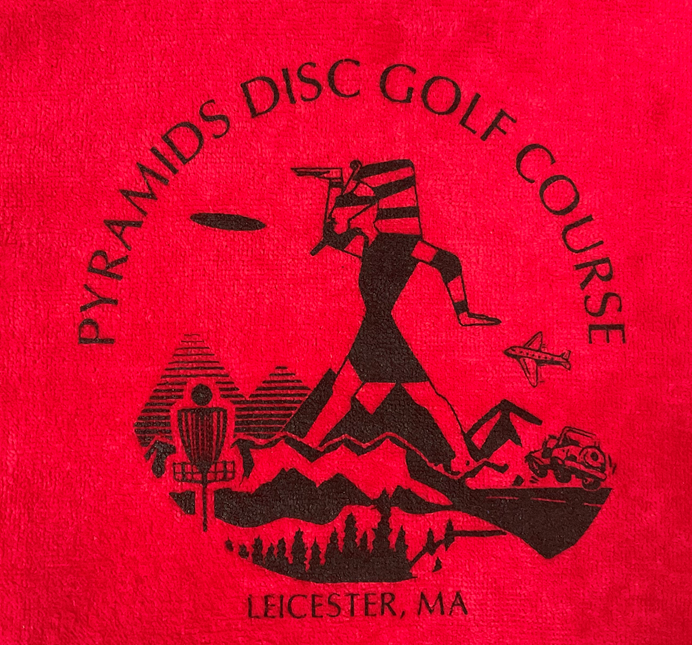 PYRAMIDS DISC GOLF COURSE
LEICESTER, MA